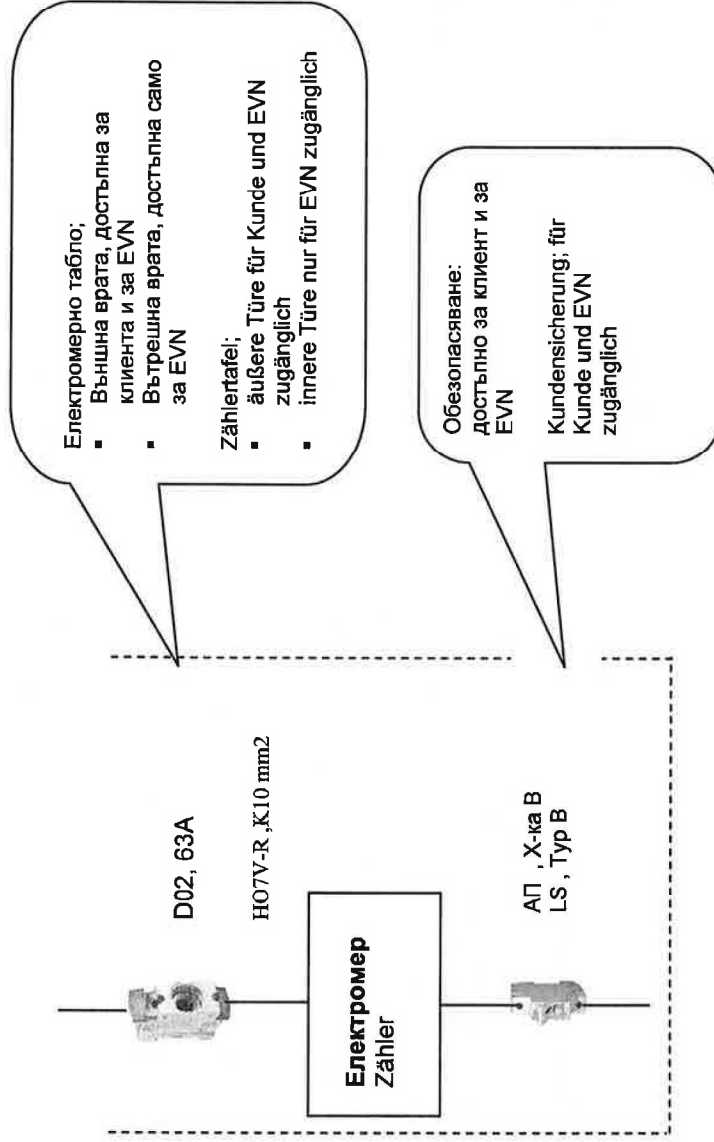 Електромерно табло;
▪ Външна врата, достъпна за
клиента и за EVN
▪ Вътрешна врата, достъпна само
за EVN
Zählertafel;
▪ äußere Türe für Kunde und EVN
zugänglich
▪ innere Türe nur für EVN zugänglich
D02, 63A
HO7V-R ,K10 mm2
Електромер
Zähler
АП , Х-ка B
LS , Typ B
Обезопасяване:
достъпно за клиент и за
EVN
Kundensicherung; für
Kunde und EVN
zugänglich